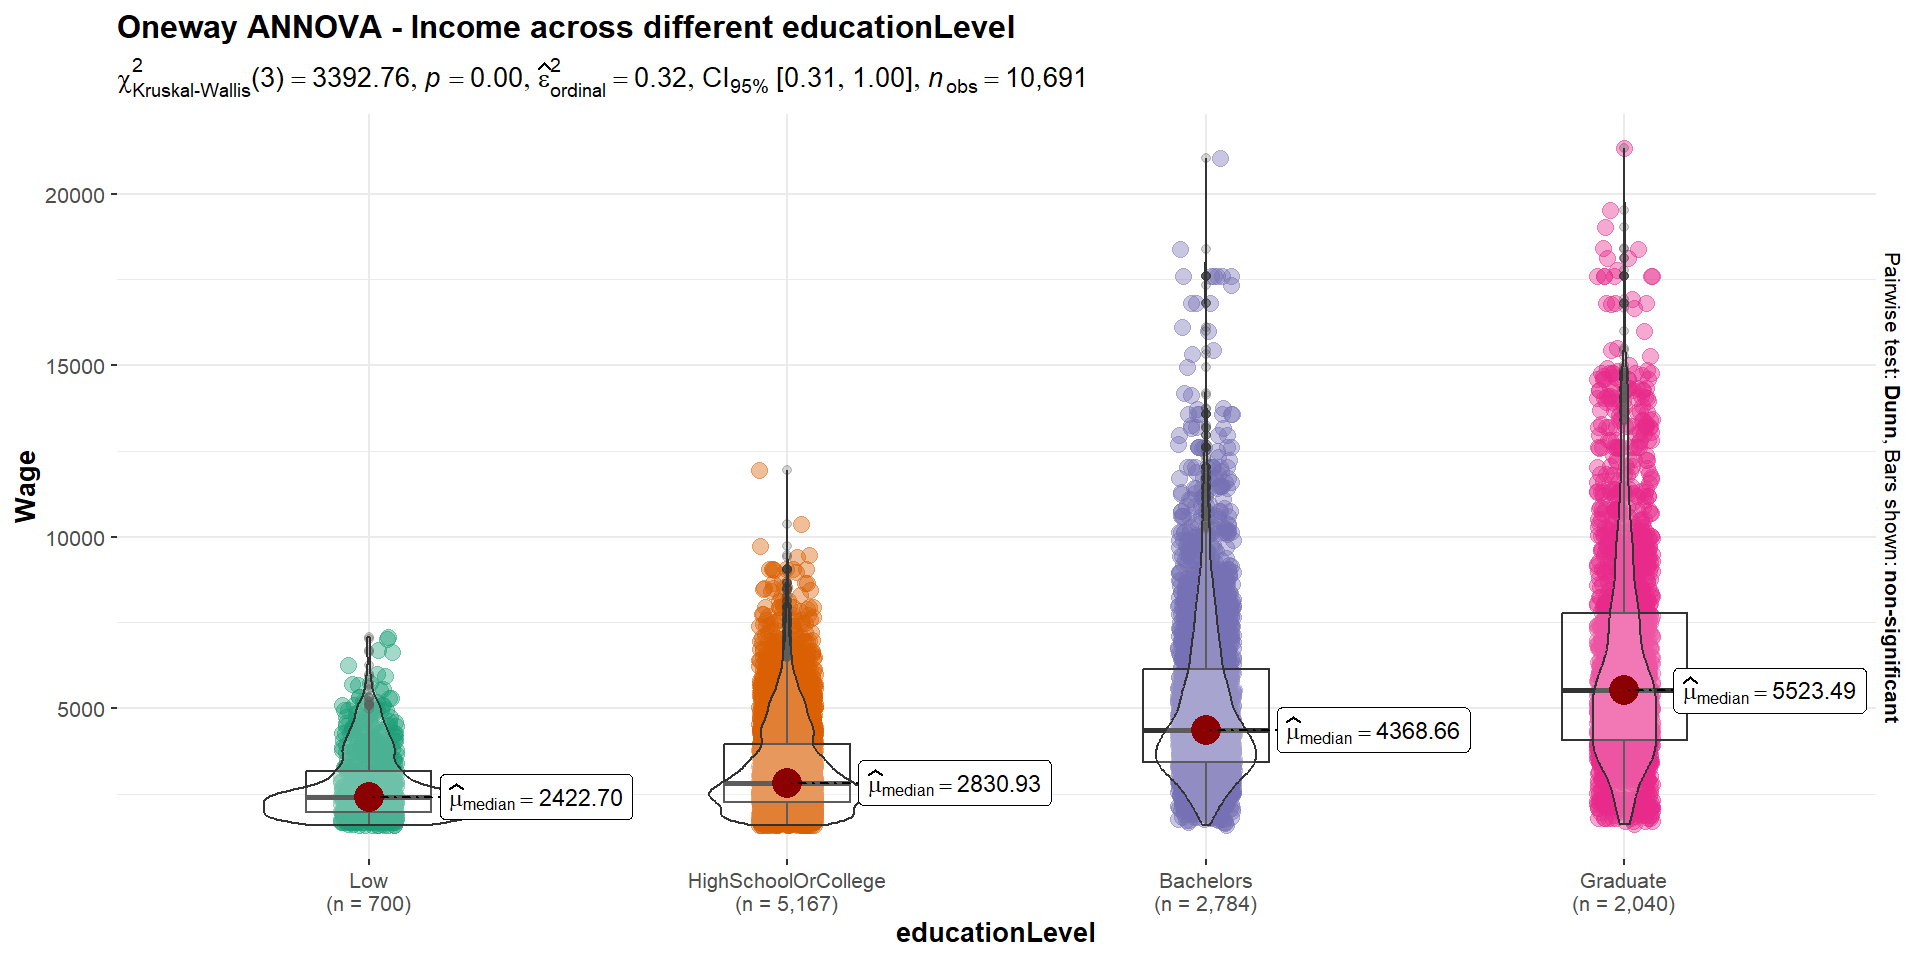 Oneway ANNOVA - Income across different educationLevel
χ²Kruskal-Wallis(3) = 3392.76, p = 0.00, ε̂²ordinal = 0.32, CI95% [0.31, 1.00], nobs = 10,691
20000
15000
10000
5000
Wage
μ̂median = 2422.70
μ̂median = 2830.93
μ̂median = 4368.66
μ̂median = 5523.49
Pairwise test: Dunn, Bars shown: non-significant
Low
(n = 700)
HighSchoolOrCollege
(n = 5,167)
Bachelors
(n = 2,784)
Graduate
(n = 2,040)
educationLevel